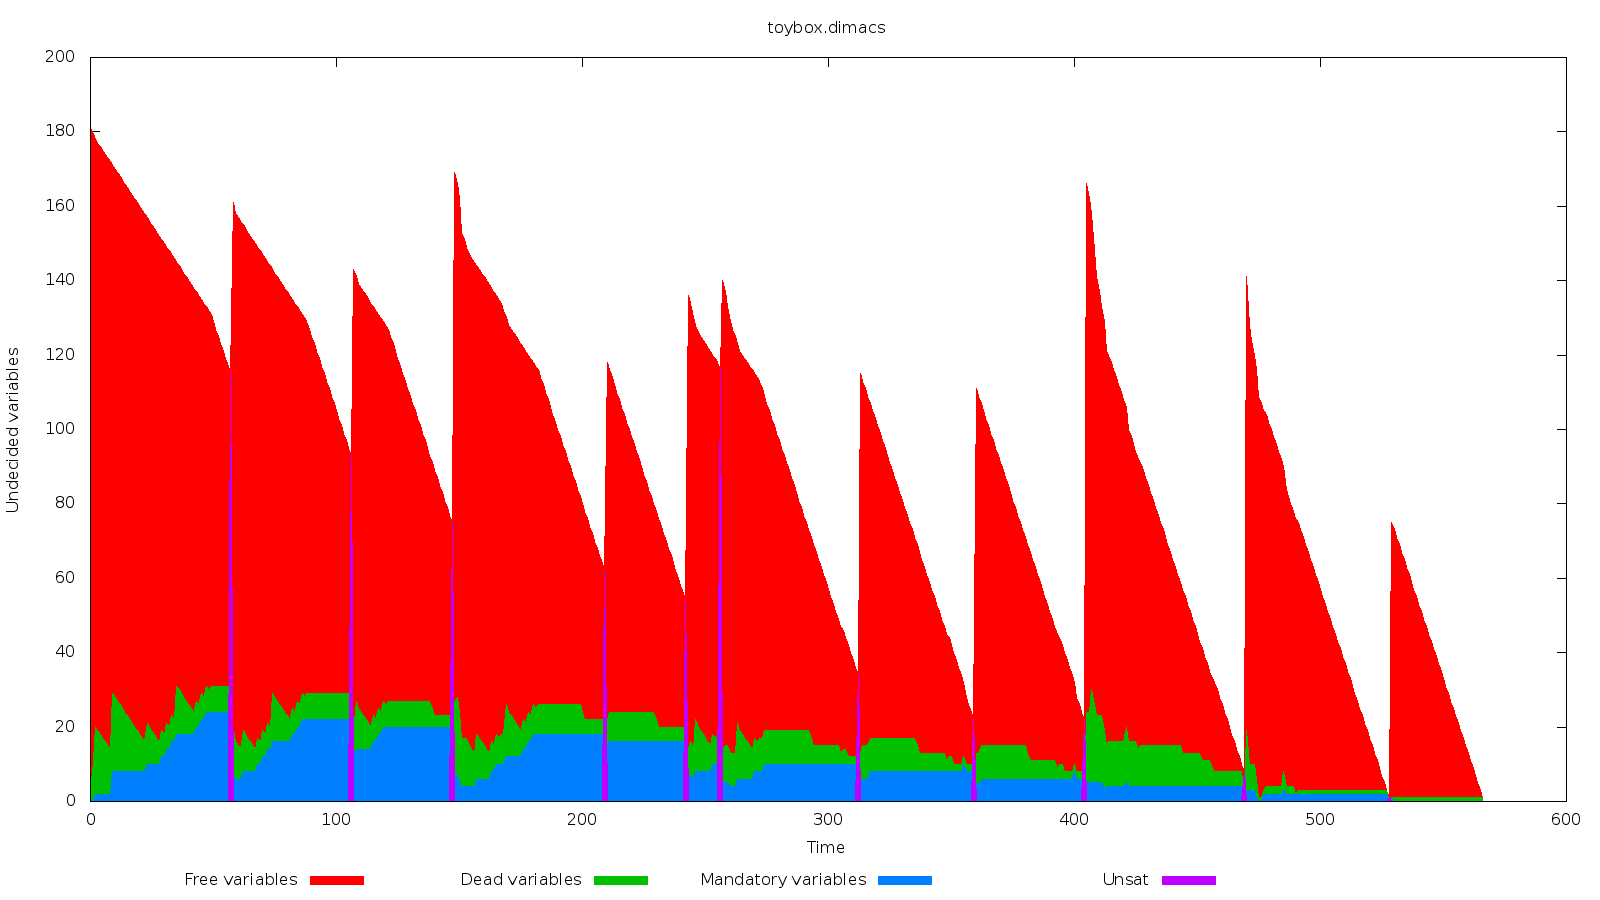 toybox.dimacs
200
180
160
140
120
100
80
60
40
20
0
Undecided variables
0 100 200 300 400 500 600
Time
Free variables Dead variables Mandatory variables Unsat